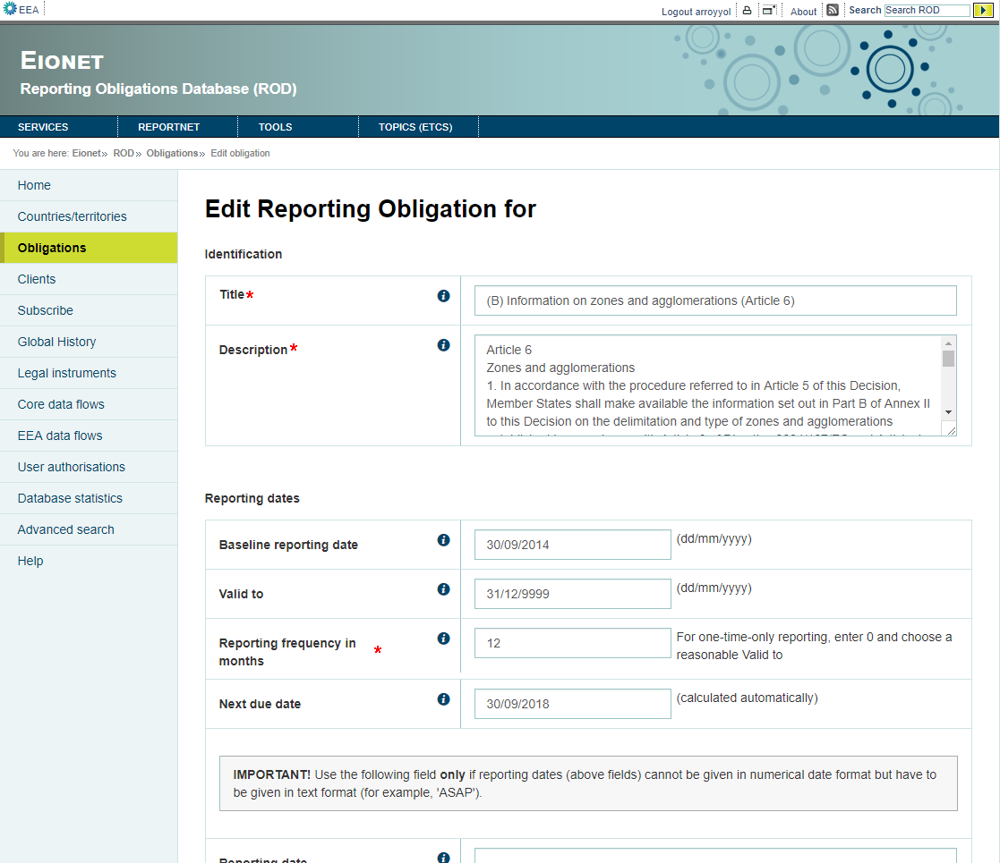 EEA
Logout arroyyol
About
Search
Search ROD
EIONET
Reporting Obligations Database (ROD)
SERVICES
REPORTNET
TOOLS
TOPICS (ETCS)
You are here: Eionet» ROD» Obligations» Edit obligation
Home
Countries/territories
Obligations
Clients
Subscribe
Global History
Legal instruments
Core data flows
EEA data flows
User authorisations
Database statistics
Advanced search
Help
Edit Reporting Obligation for
Identification
Title*
(B) Information on zones and agglomerations (Article 6)
Description*
Article 6
Zones and agglomerations
1. In accordance with the procedure referred to in Article 5 of this Decision,
Member States shall make available the information set out in Part B of Annex II
to this Decision on the delimitation and type of zones and agglomerations
Reporting dates
Baseline reporting date
30/09/2014
(dd/mm/yyyy)
Valid to
31/12/9999
(dd/mm/yyyy)
Reporting frequency in
months
*
12
For one-time-only reporting, enter 0 and choose a
reasonable Valid to
Next due date
30/09/2018
(calculated automatically)
IMPORTANT! Use the following field only if reporting dates (above fields) cannot be given in numerical date format but have to
be given in text format (for example, 'ASAP').
Reporting date